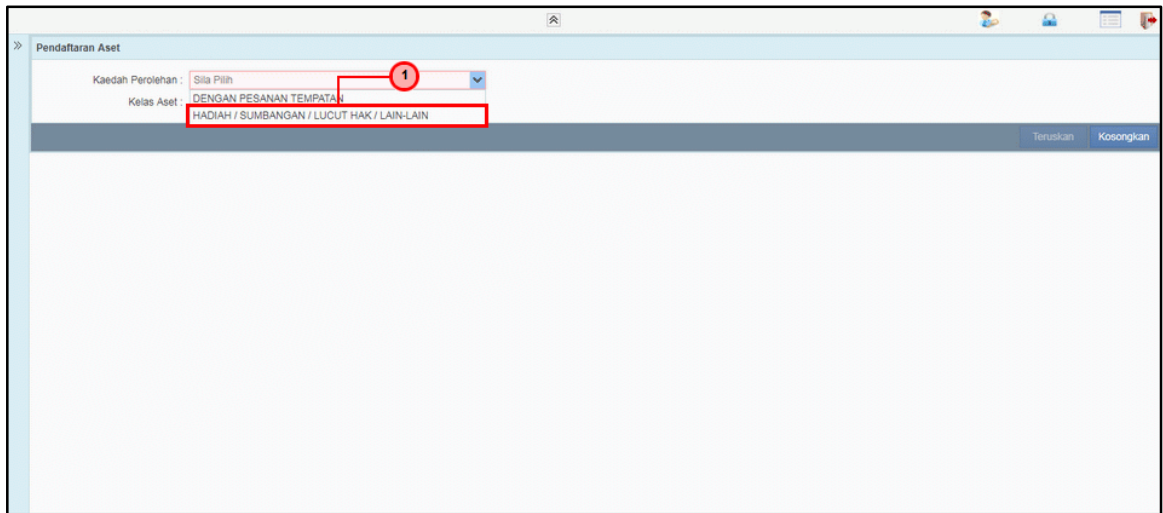 Pendaftaran Aset
Kaedah Perolehan : Sila Pilih
1
Kelas Aset : DENGAN PESANAN TEMPATAN
HADIAH / SUMBANGAN / LUCUT HAK / LAIN-LAIN
Teruskan Kosongkan